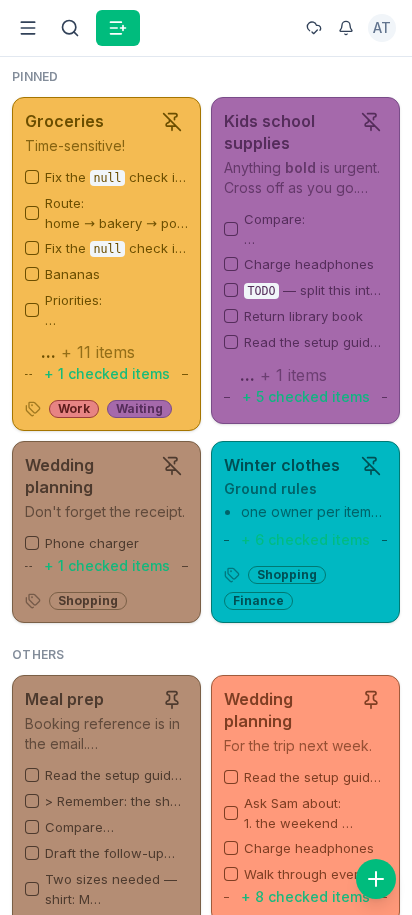 AT
PINNED
Groceries
Time-sensitive!
Fix the null check i…
Route:
home → bakery → po…
Fix the null check i…
Bananas
Priorities:
…
… + 11 items
+ 1 checked items
Work
Waiting
Kids school
supplies
Anything bold is urgent.
Cross off as you go.…
Compare:
…
Charge headphones
TODO — split this int…
Return library book
Read the setup guid…
… + 1 items
+ 5 checked items
Wedding
planning
Don't forget the receipt.
Phone charger
+ 1 checked items
Shopping
Winter clothes
Ground rules
• one owner per item…
+ 6 checked items
Shopping
Finance
OTHERS
Meal prep
Booking reference is in
the email.…
Read the setup guid…
> Remember: the sh…
Compare…
Draft the follow-up…
Two sizes needed —
shirt: M…
Wedding
planning
For the trip next week.
Read the setup guid…
Ask Sam about:
1. the weekend …
Charge headphones
Walk through
+ 8 checked items